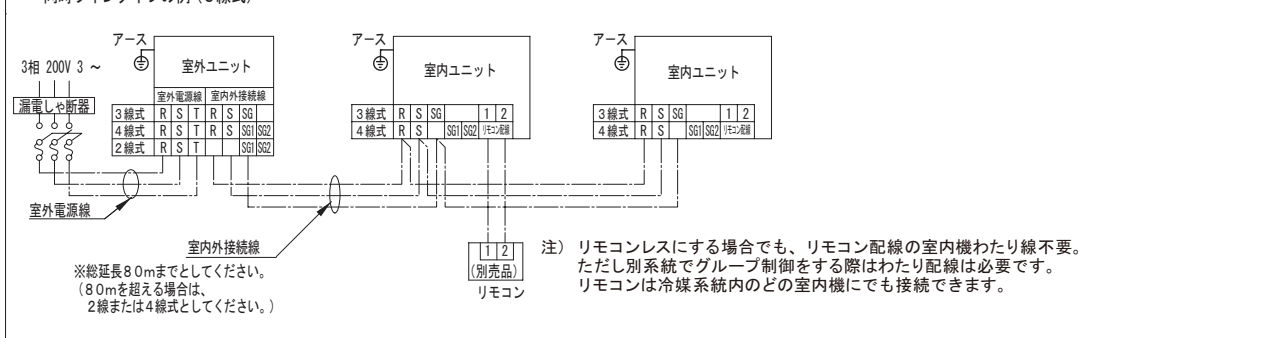 アース
3相 200V 3 ~
漏電しゃ断器
室外ユニット
室外電源線 室内外接続線
3線式 R S T R S SG
4線式 R S T R S SG1 SG2
2線式 R S T SG1 SG2
室外電源線
室内外接続線
※総延長80mまでとしてください。
(80mを超える場合は、
2線または4線式としてください。)
アース
室内ユニット
3線式 R S SG 1 2
4線式 R S SG1 SG2 リモコン配線
アース
室内ユニット
3線式 R S SG 1 2
4線式 R S SG1 SG2 リモコン配線
1 2
(別売品)
リモコン
注) リモコンレスにする場合でも、リモコン配線の室内機わたり線不要。
ただし別系統でグループ制御をする際はわたり配線は必要です。
リモコンは冷媒系統内のどの室内機にでも接続できます。